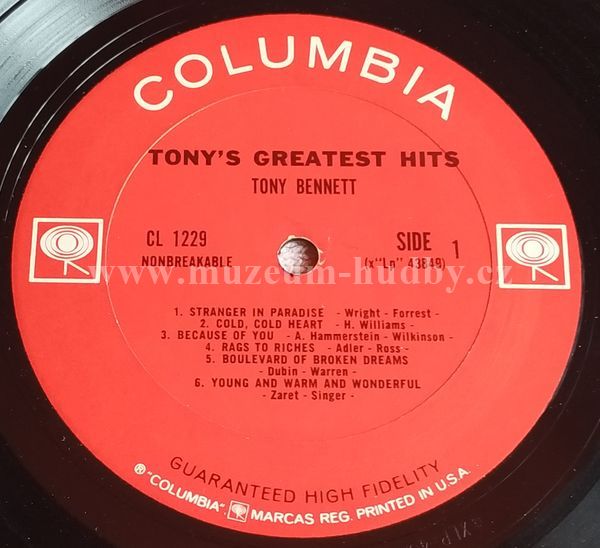 COLUMBIA
TONY'S GREATEST HITS
TONY BENNETT
CL 1229
NONBREAKABLE
SIDE 1
(x"Lp" 43849)
www.muzeum-hudby.cz
1. STRANGER IN PARADISE - Wright - Forrest -
2. COLD, COLD HEART - H. Williams -
3. BECAUSE OF YOU - A. Hammerstein - Wilkinson -
4. RAGS TO RICHES - Adler - Ross -
5. BOULEVARD OF BROKEN DREAMS
- Dubin - Warren -
6. YOUNG AND WARM AND WONDERFUL
- Zaret - Singer -
GUARANTEED HIGH FIDELITY
® "COLUMBIA". MARCAS REG. PRINTED IN U.S.A.